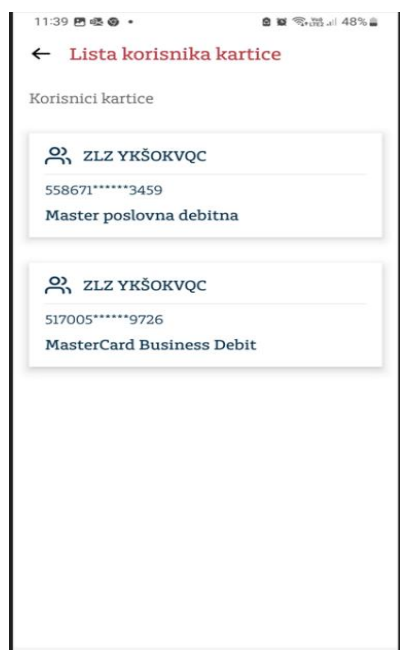 11:39 48%
Lista korisnika kartice
Korisnici kartice
ZLZ YKŠOKVQC
558671******3459
Master poslovna debitna
ZLZ YKŠOKVQC
517005******9726
MasterCard Business Debit